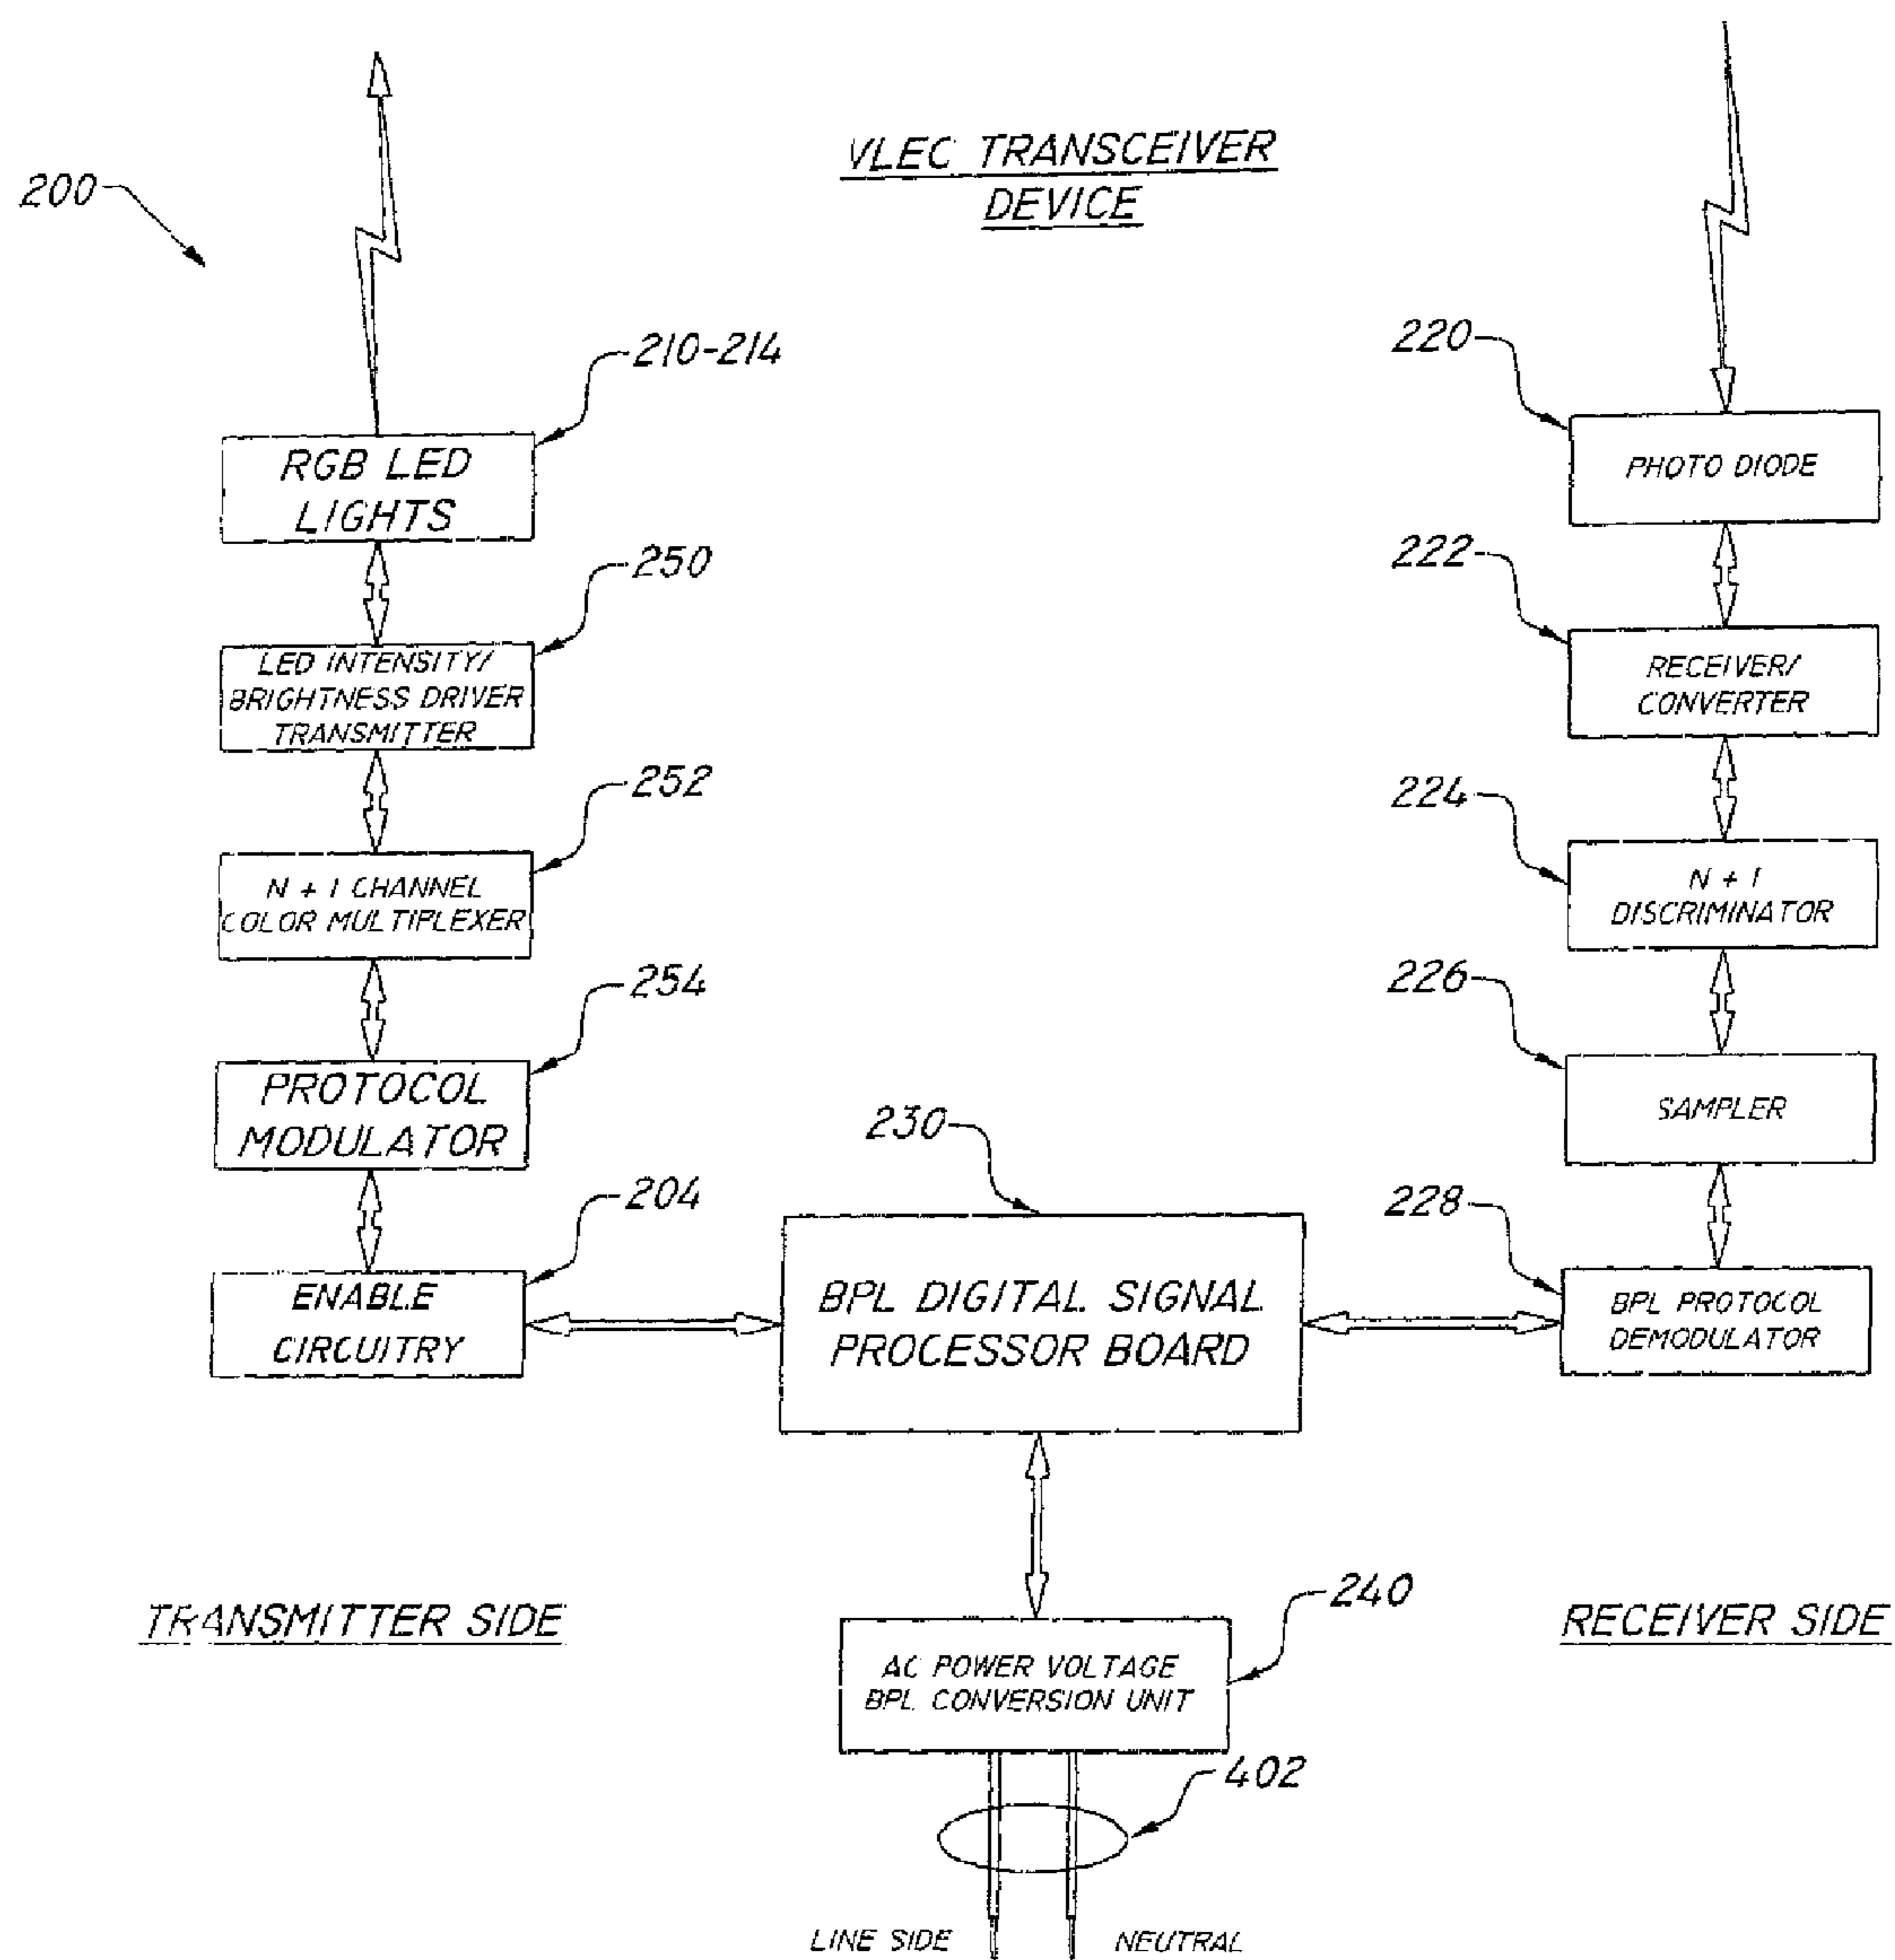 VLEC TRANSCEIVER
DEVICE
200
210-214
RGB LED
LIGHTS
250
LED INTENSITY/
BRIGHTNESS DRIVER
TRANSMITTER
252
N + 1 CHANNEL
COLOR MULTIPLEXER
254
PROTOCOL
MODULATOR
204
ENABLE
CIRCUITRY
230
BPL DIGITAL SIGNAL
PROCESSOR BOARD
220
PHOTO DIODE
222
RECEIVER/
CONVERTER
224
N + 1
DISCRIMINATOR
226
SAMPLER
228
BPL PROTOCOL
DEMODULATOR
TRANSMITTER SIDE
RECEIVER SIDE
240
AC POWER VOLTAGE
BPL CONVERSION UNIT
402
LINE SIDE
NEUTRAL